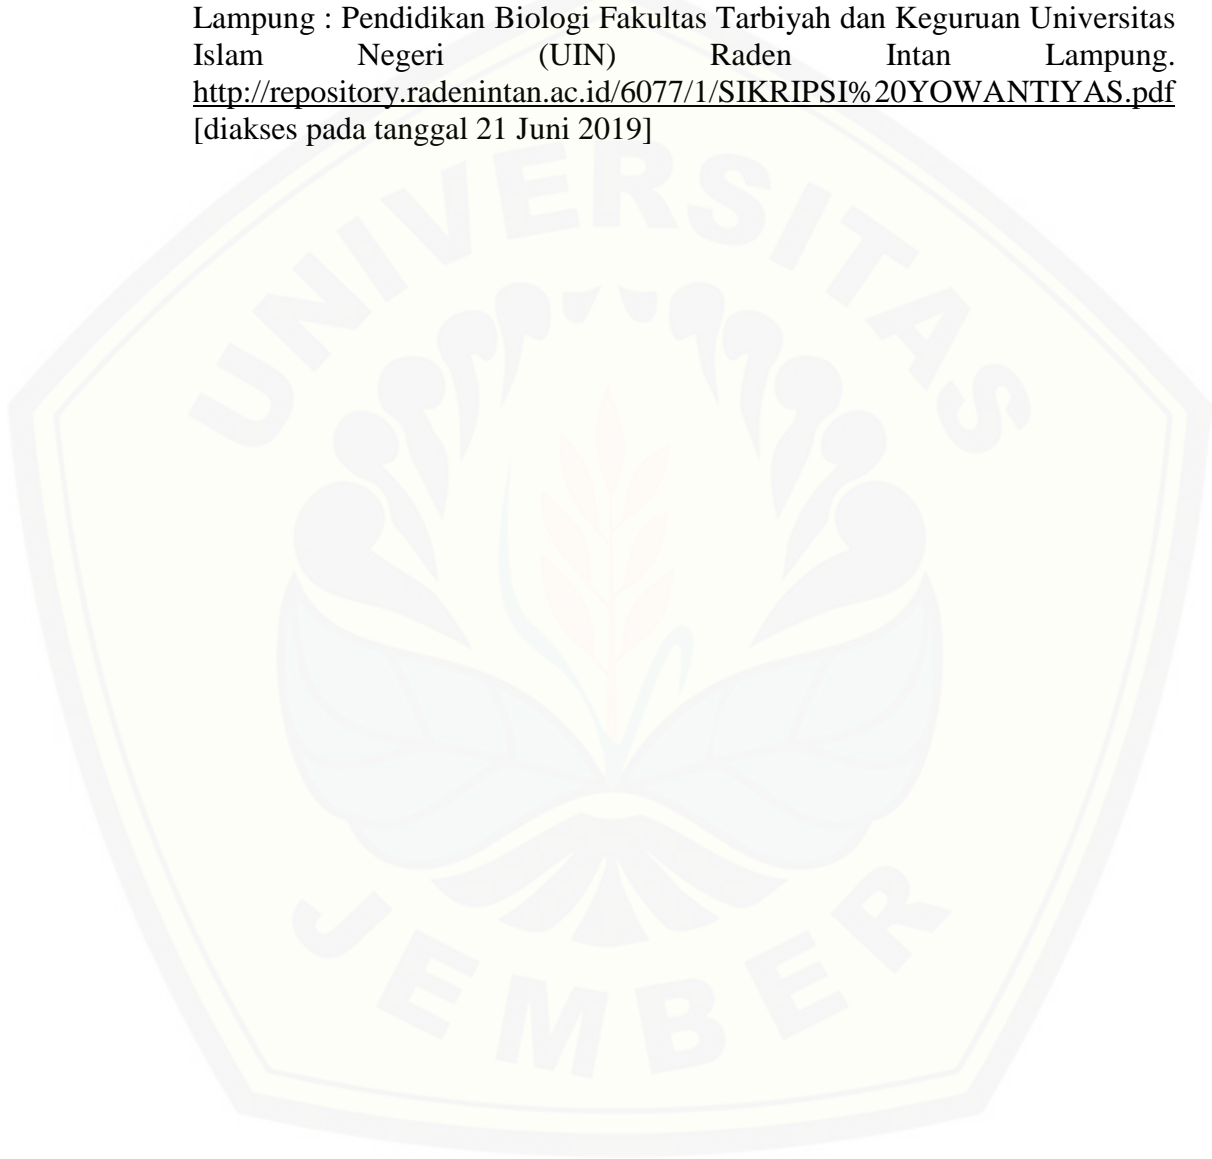 Lampung : Pendidikan Biologi Fakultas Tarbiyah dan Keguruan Universitas
Islam Negeri (UIN) Raden Intan Lampung.
http://repository.radenintan.ac.id/6077/1/SIKRIPSI%20YOWANTIYAS.pdf
[diakses pada tanggal 21 Juni 2019]
UNIVERSITAS
JEMBER